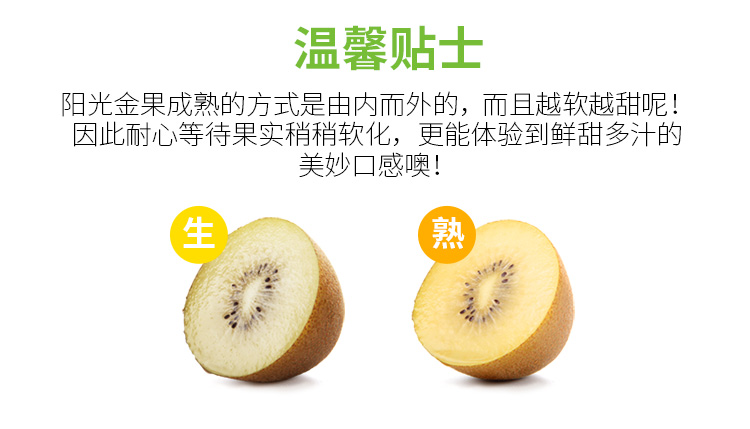 温馨贴士
阳光金果成熟的方式是由内而外的，而且越软越甜呢！
因此耐心等待果实稍稍软化，更能体验到鲜甜多汁的
美妙口感噢！
生
熟